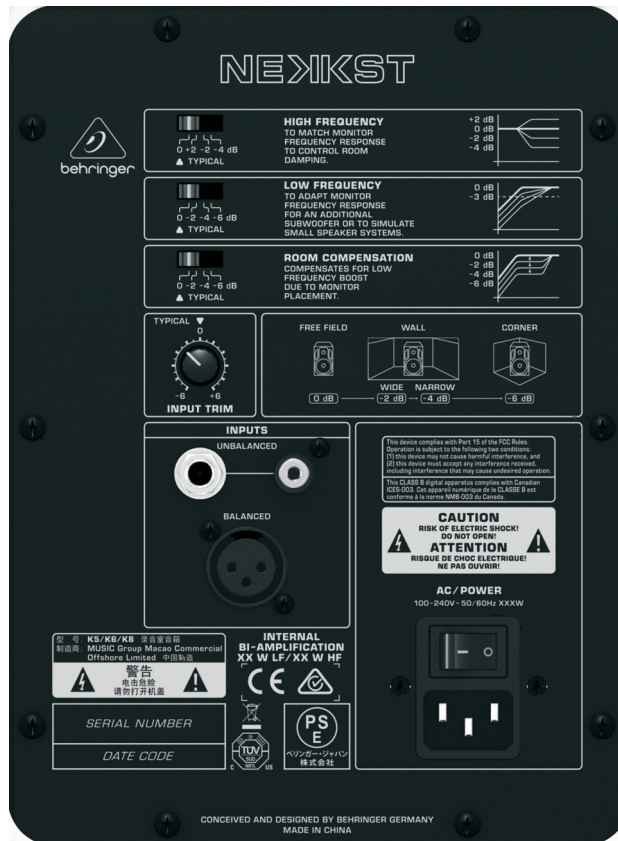 NEKKST
behringer
0 +2 -2 -4 dB
▲ TYPICAL
HIGH FREQUENCY
TO MATCH MONITOR
FREQUENCY RESPONSE
TO CONTROL ROOM
DAMPING.
+2 dB
0 dB
-2 dB
-4 dB
0 -2 -4 -6 dB
▲ TYPICAL
LOW FREQUENCY
TO ADAPT MONITOR
FREQUENCY RESPONSE
FOR AN ADDITIONAL
SUBWOOFER OR TO SIMULATE
SMALL SPEAKER SYSTEMS.
0 dB
-3 dB
0 -2 -4 -6 dB
▲ TYPICAL
ROOM COMPENSATION
COMPENSATES FOR LOW
FREQUENCY BOOST
DUE TO MONITOR
PLACEMENT.
0 dB
-2 dB
-4 dB
-6 dB
TYPICAL ▼
0
-6 +6
INPUT TRIM
FREE FIELD WALL CORNER
WIDE NARROW
0 dB -2 dB -4 dB -6 dB
INPUTS
UNBALANCED
BALANCED
This device complies with Part 15 of the FCC Rules.
Operation is subject to the following two conditions:
(1) this device may not cause harmful interference, and
(2) this device must accept any interference received,
including interference that may cause undesired operation.
This CLASS B digital apparatus complies with Canadian
ICES-003. Cet appareil numérique de la CLASSE B est
conforme à la norme NMB-003 du Canada.
CAUTION
RISK OF ELECTRIC SHOCK!
DO NOT OPEN!
ATTENTION
RISQUE DE CHOC ELECTRIQUE!
NE PAS OUVRIR!
AC/POWER
100-240V~50/60Hz XXXW
型 号: K5/K6/K8 录音室音箱
制造商: MUSIC Group Macao Commercial
Offshore Limited 中国制造
警告
电击危险
请勿打开机盖
INTERNAL
BI-AMPLIFICATION
XX W LF/XX W HF
CE
SERIAL NUMBER
DATE CODE
TÜV
SÜD
NRTL
C US
PS
E
ベリンガー・ジャパン
株式会社
CONCEIVED AND DESIGNED BY BEHRINGER GERMANY
MADE IN CHINA